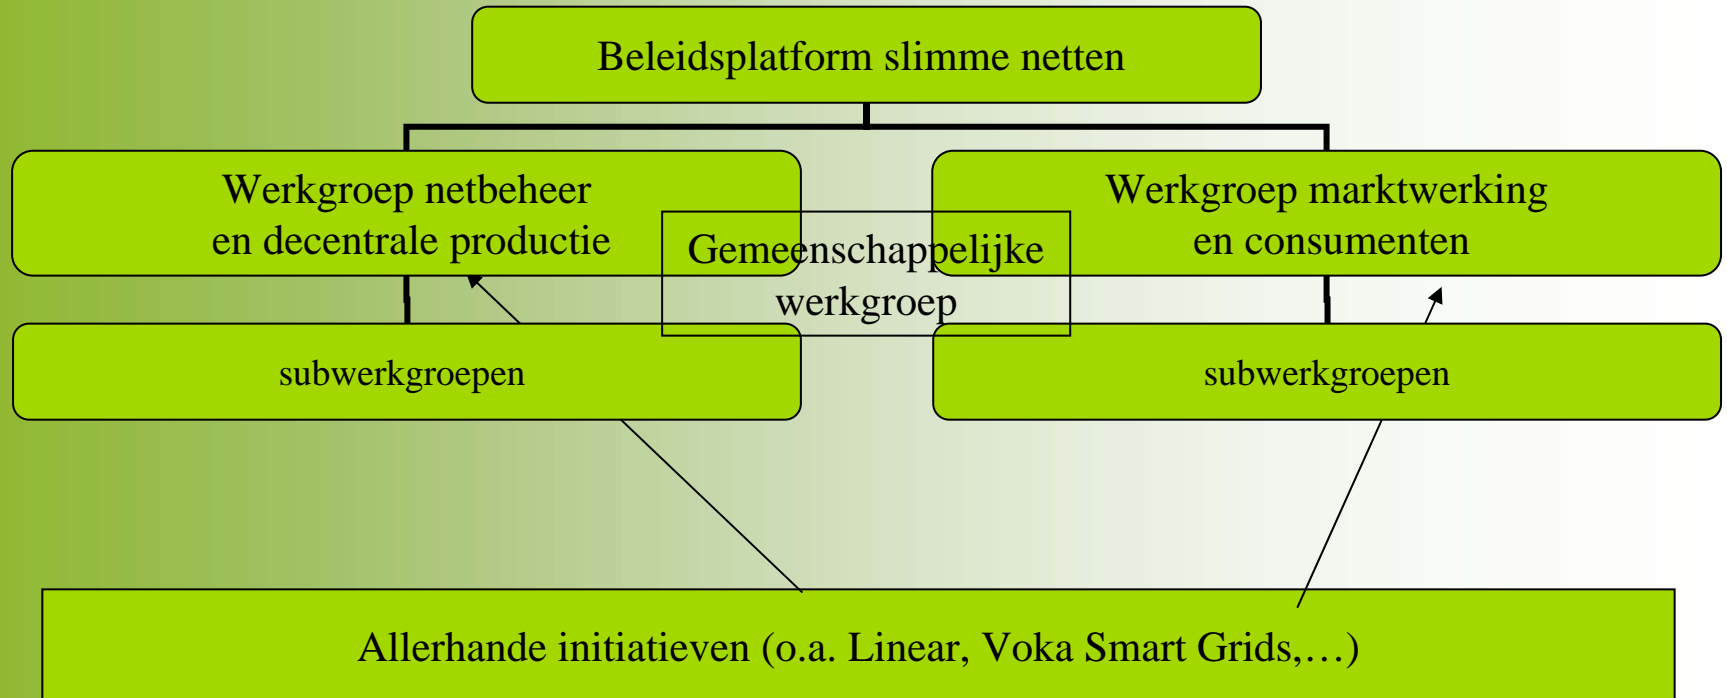 Beleidsplatform slimme netten
Werkgroep netbeheer
en decentrale productie
Gemeenschappelijke
werkgroep
Werkgroep marktwerking
en consumenten
subwerkgroepen
subwerkgroepen
Allerhande initiatieven (o.a. Linear, Voka Smart Grids,…)